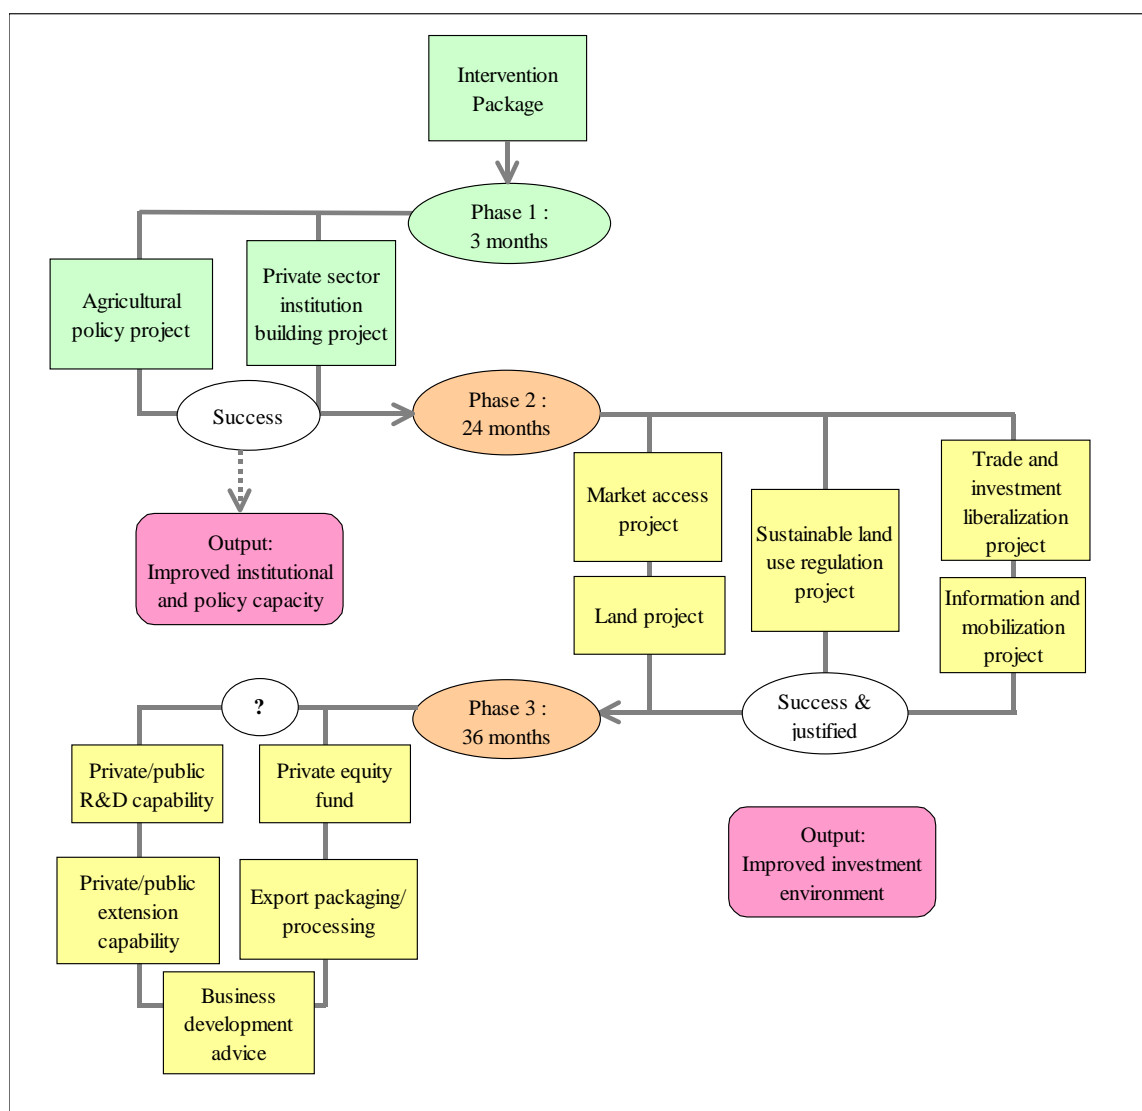 Intervention
Package
Phase 1 :
3 months
Agricultural
policy project
Private sector
institution
building project
Success
Phase 2 :
24 months
Output:
Improved institutional
and policy capacity
Market access
project
Land project
Sustainable land
use regulation
project
Trade and
investment
liberalization
project
Information and
mobilization
project
Success &
justified
Phase 3 :
36 months
?
Private/public
R&D capability
Private equity
fund
Private/public
extension
capability
Export packaging/
processing
Business
development
advice
Output:
Improved investment
environment